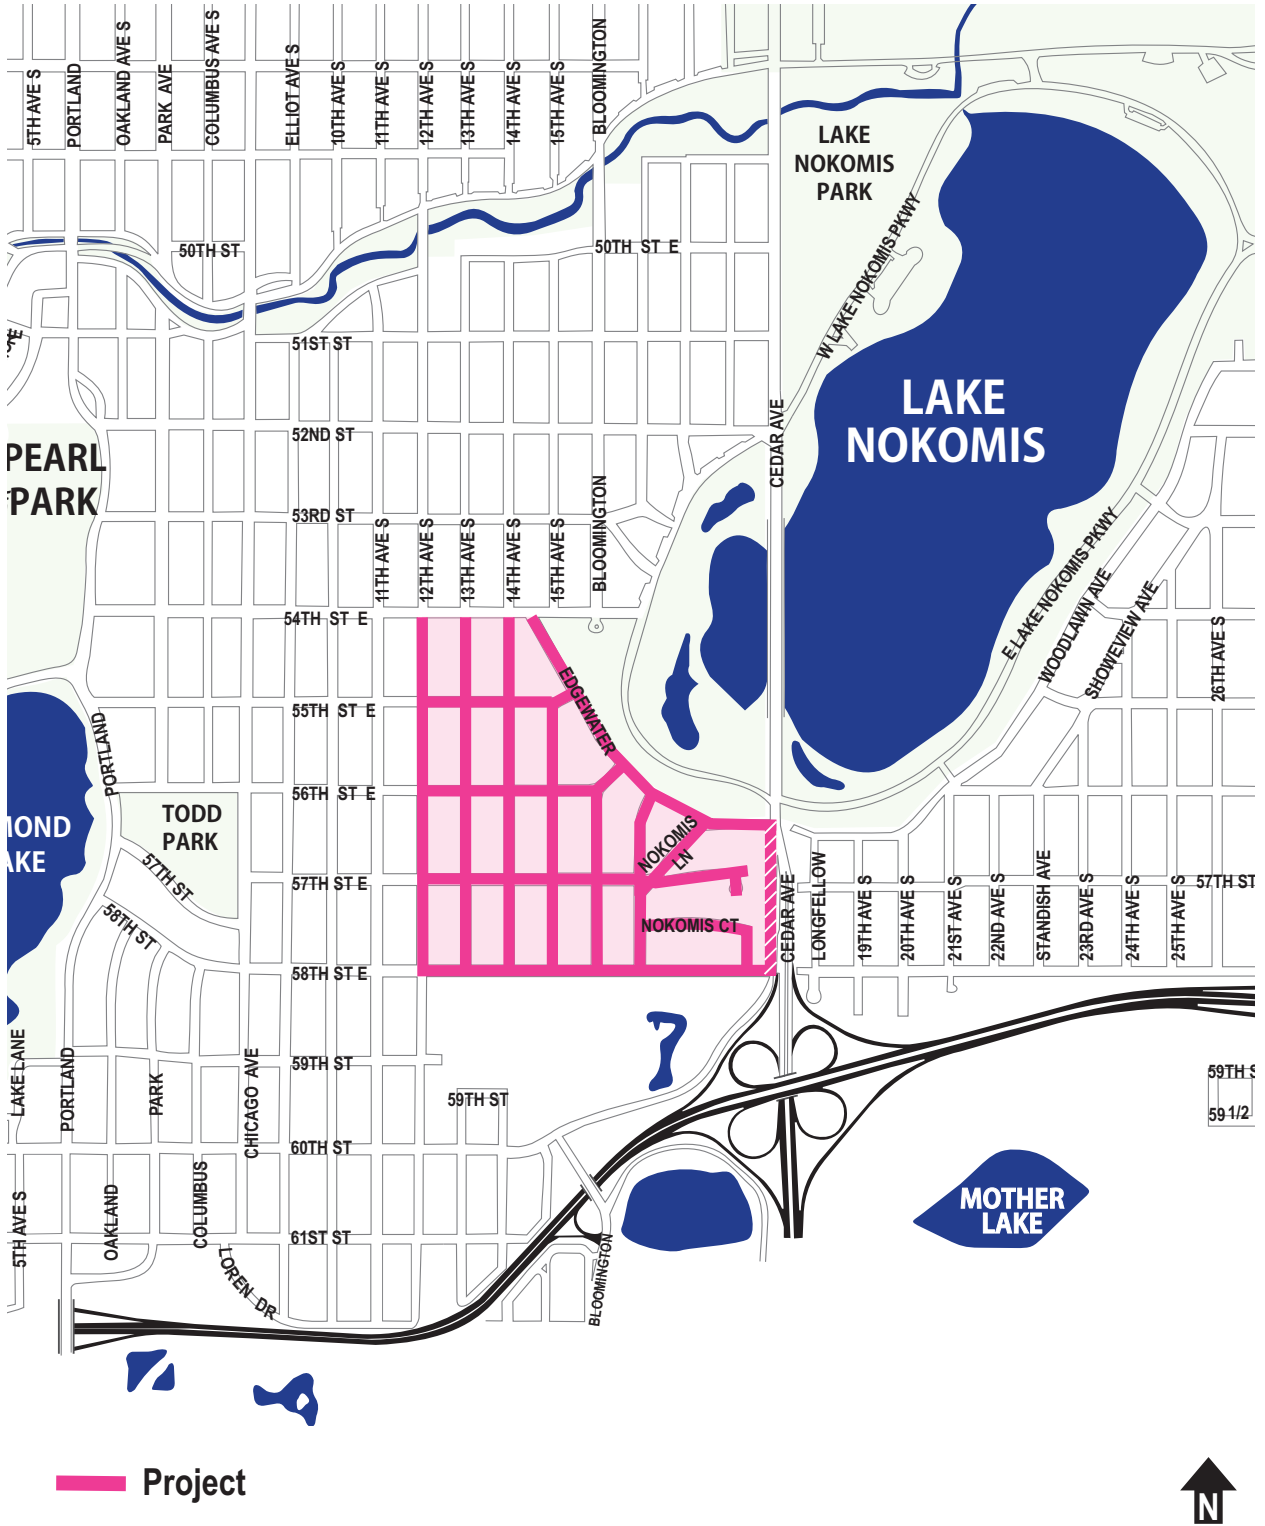 5TH AVE S
PORTLAND
OAKLAND AVE S
PARK AVE
COLUMBUS AVE S
ELLIOT AVE S
10TH AVE S
11TH AVE S
12TH AVE S
13TH AVE S
14TH AVE S
15TH AVE S
BLOOMINGTON
LAKE
NOKOMIS
PARK
50TH ST
50TH ST E
W LAKE NOKOMIS PKWY
51ST ST
LAKE
NOKOMIS
CEDAR AVE
52ND ST
PEARL
PARK
53RD ST
11TH AVE S
12TH AVE S
13TH AVE S
14TH AVE S
15TH AVE S
BLOOMINGTON
E LAKE NOKOMIS PKWY
WOODLAWN AVE
SHOWEVIEW AVE
26TH AVE S
54TH ST E
EDGEWATER
55TH ST E
PORTLAND
56TH ST E
TODD
PARK
MOND
AKE
57TH ST
NOKOMIS
LN
57TH ST E
CEDAR AVE
LONGFELLOW
19TH AVE S
20TH AVE S
21ST AVE S
22ND AVE S
STANDISH AVE
23RD AVE S
24TH AVE S
25TH AVE S
57TH ST
58TH ST
NOKOMIS CT
58TH ST E
LAKE LANE
PORTLAND
PARK
CHICAGO AVE
59TH ST
59TH ST
59TH S
59 1/2
60TH ST
5TH AVE S
OAKLAND
COLUMBUS
MOTHER
LAKE
61ST ST
LOREN DR
BLOOMINGTON
Project
N